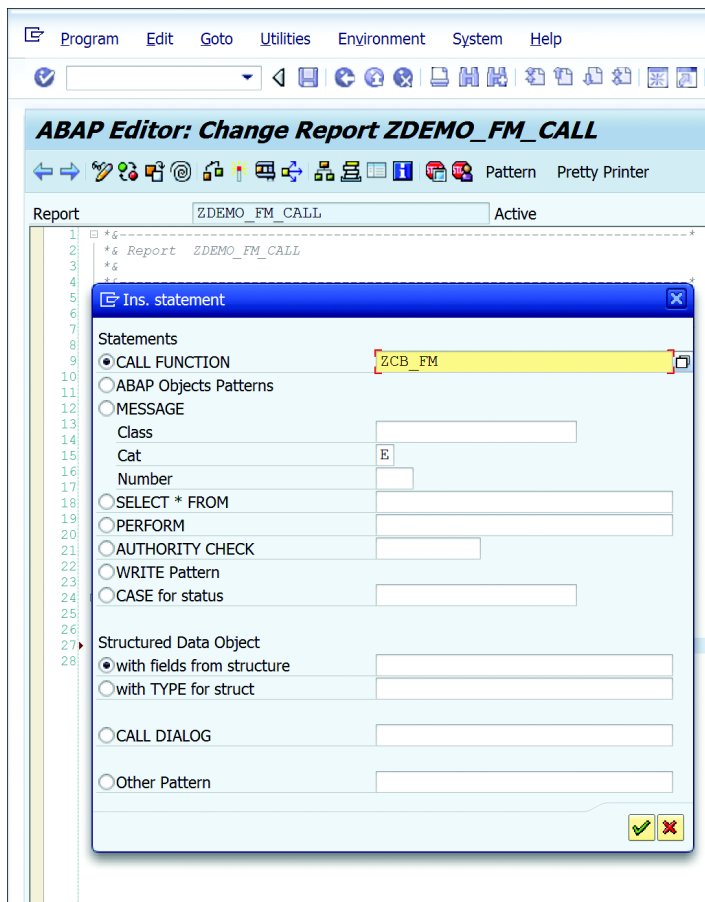 Program Edit Goto Utilities Environment System Help
ABAP Editor: Change Report ZDEMO_FM_CALL
Pattern Pretty Printer
Report ZDEMO_FM_CALL Active
1 *&---------------------------------------------------------------------*
2 *& Report ZDEMO_FM_CALL
3 *&
4 *&---------------------------------------------------------------------*
5 Ins. statement
6
7
8 Statements
9 CALL FUNCTION ZCB_FM
10 ABAP Objects Patterns
11
12 MESSAGE
13
14 Class
15 Cat E
16
17 Number
18 SELECT * FROM
19 PERFORM
20
21 AUTHORITY CHECK
22 WRITE Pattern
23
24 CASE for status
25
26
27 Structured Data Object
28 with fields from structure
with TYPE for struct
CALL DIALOG
Other Pattern